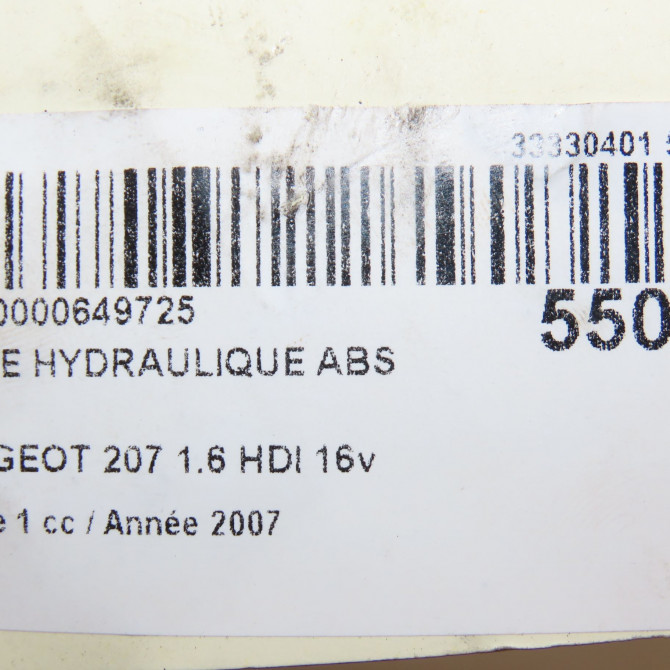 33330401
0000649725
550
E HYDRAULIQUE ABS
GEOT 207 1.6 HDI 16v
e 1 cc / Année 2007